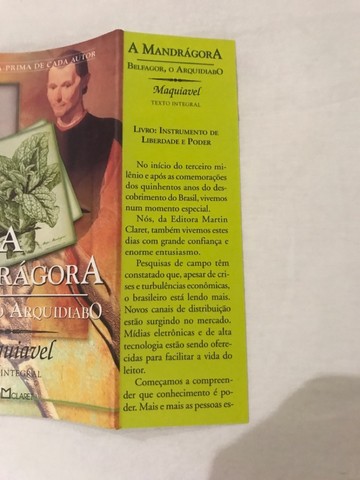 -PRIMA DE CADA AUTOR
A
DRÁGORA
O ARQUIDIABO
Maquiavel
INTEGRAL
M
CLARET
A MANDRÁGORA
BELFAGOR, O ARQUIDIABO
Maquiavel
TEXTO INTEGRAL
LIVRO: INSTRUMENTO DE
LIBERDADE E PODER
No início do terceiro mi-
lênio e após as comemorações
dos quinhentos anos do des-
cobrimento do Brasil, vivemos
num momento especial.
Nós, da Editora Martin
Claret, também vivemos estes
dias com grande confiança e
enorme entusiasmo.
Pesquisas de campo têm
constatado que, apesar de cri-
ses e turbulências econômicas,
o brasileiro está lendo mais.
Novos canais de distribuição
estão surgindo no mercado.
Mídias eletrônicas e de alta
tecnologia estão sendo ofere-
cidas para facilitar a vida do
leitor.
Começamos a compreen-
der que conhecimento é po-
der. Mais e mais as pessoas es-